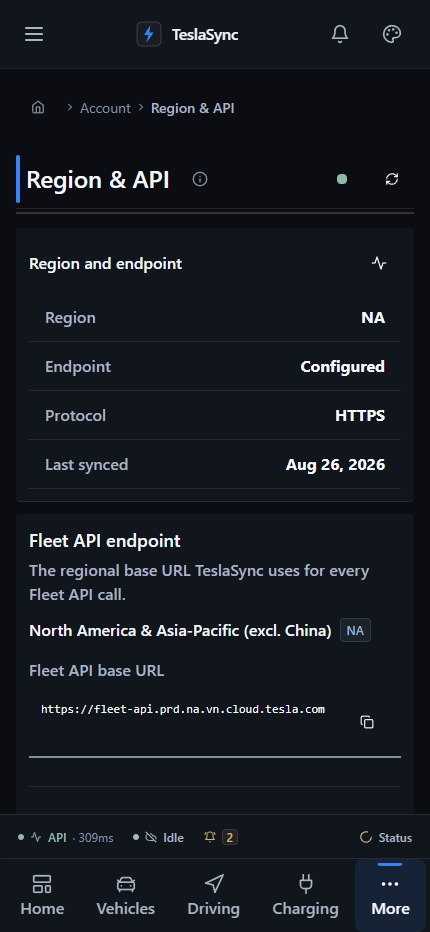 TeslaSync
Account
Region & API
Region & API
Region and endpoint
Region
NA
Endpoint
Configured
Protocol
HTTPS
Last synced
Aug 26, 2026
Fleet API endpoint
The regional base URL TeslaSync uses for every
Fleet API call.
North America & Asia-Pacific (excl. China)
NA
Fleet API base URL
https://fleet-api.prd.na.vn.cloud.tesla.com
API · 309ms
Idle
2
Status
Home
Vehicles
Driving
Charging
More